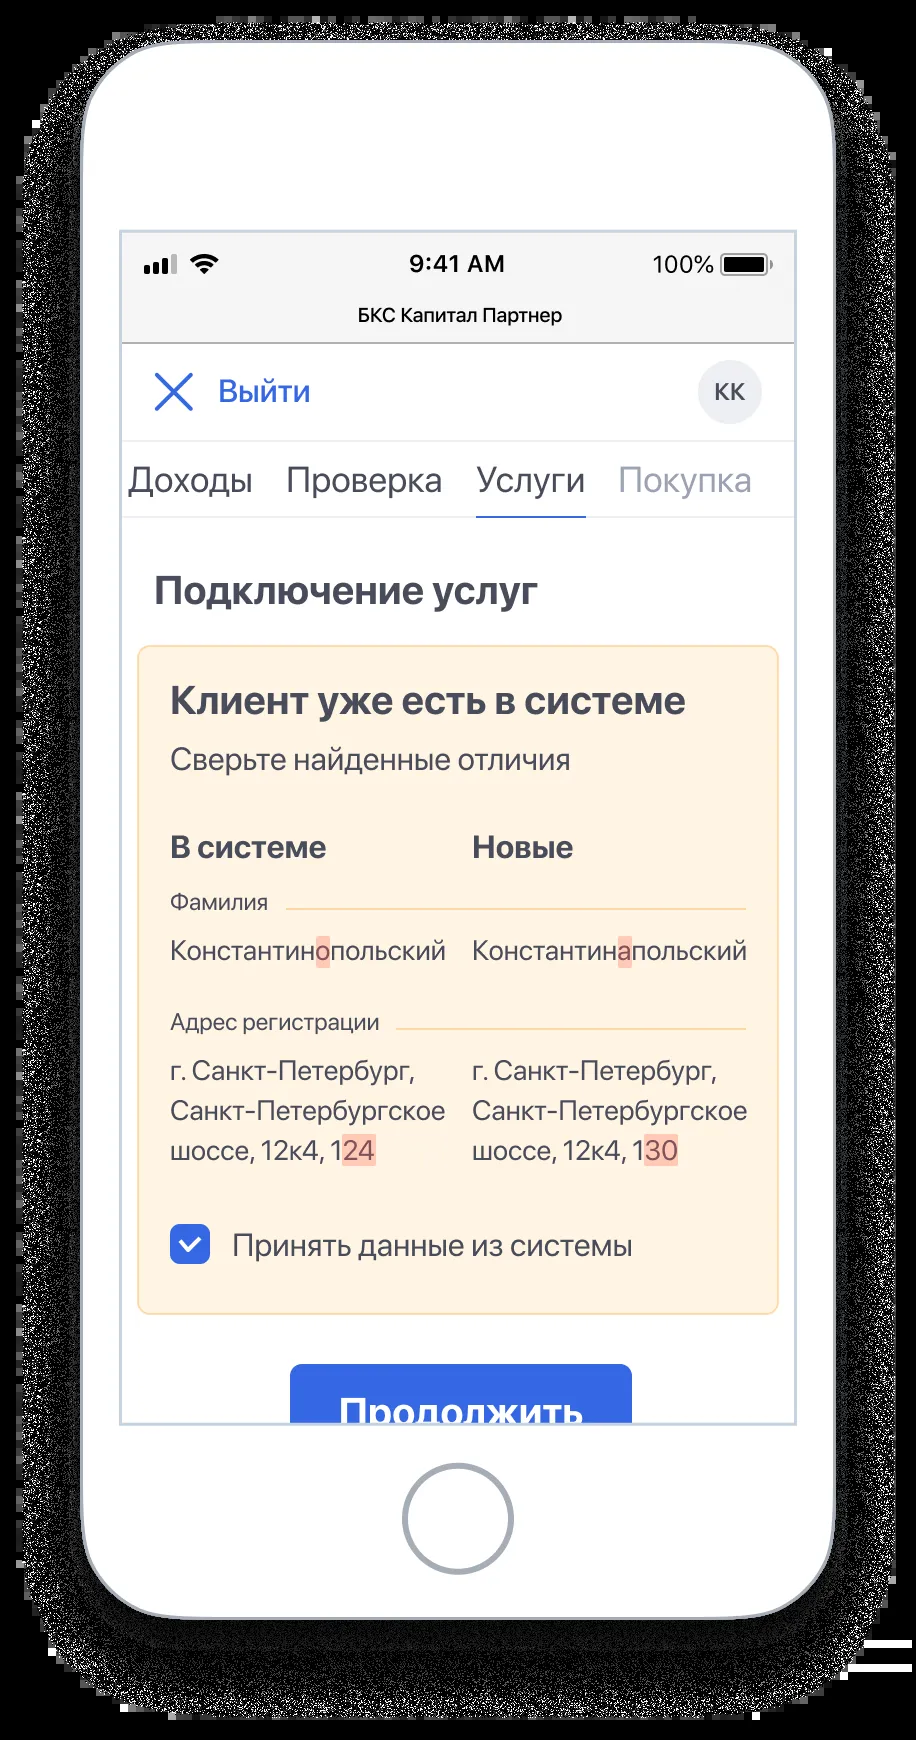 9:41 AM 100%
БКС Капитал Партнер
Выйти КК
Доходы Проверка Услуги Покупка
Подключение услуг
Клиент уже есть в системе
Сверьте найденные отличия
В системе Новые
Фамилия
Константинопольский Константинапольский
Адрес регистрации
г. Санкт-Петербург, г. Санкт-Петербург,
Санкт-Петербургское Санкт-Петербургское
шоссе, 12к4, 124 шоссе, 12к4, 130
Принять данные из системы
Продолжить